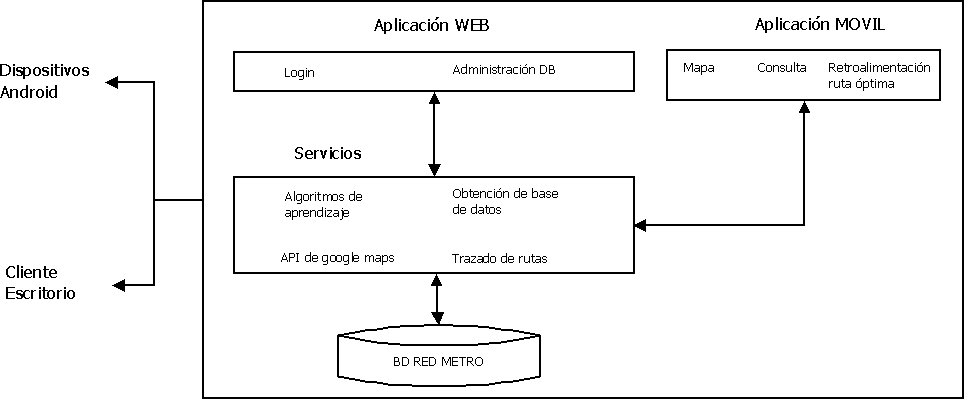 Aplicación WEB
Aplicación MOVIL
Dispositivos
Android
Login
Administración DB
Mapa
Consulta
Retroalimentación
ruta óptima
Servicios
Algoritmos de
aprendizaje
Obtención de base
de datos
API de google maps
Trazado de rutas
Cliente
Escritorio
BD RED METRO